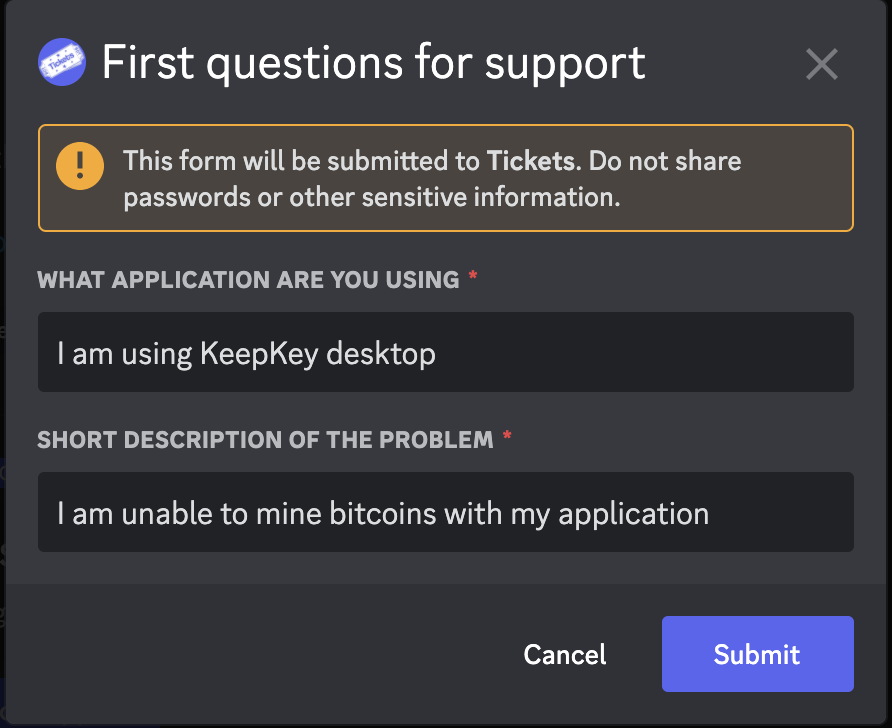 Tickets
First questions for support
This form will be submitted to Tickets. Do not share
passwords or other sensitive information.
WHAT APPLICATION ARE YOU USING *
I am using KeepKey desktop
SHORT DESCRIPTION OF THE PROBLEM *
I am unable to mine bitcoins with my application
Cancel
Submit